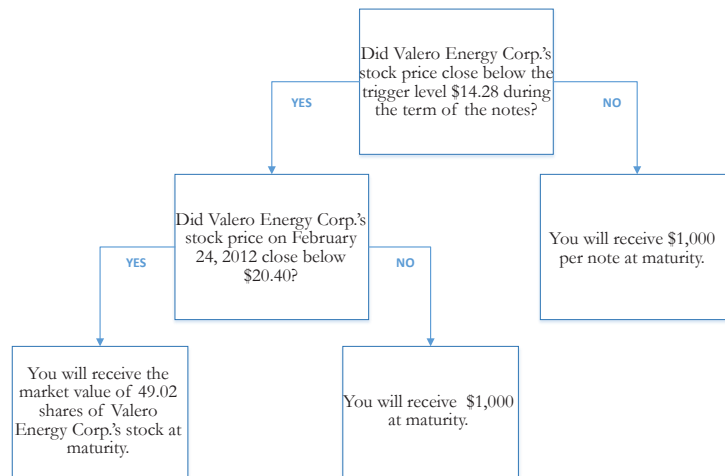 Did Valero Energy Corp.'s
stock price close below the
trigger level $14.28 during
the term of the notes?
YES
NO
Did Valero Energy Corp.'s
stock price on February
24, 2012 close below
$20.40?
You will receive $1,000
per note at maturity.
YES
NO
You will receive the
market value of 49.02
shares of Valero
Energy Corp.'s stock at
maturity.
You will receive $1,000
at maturity.